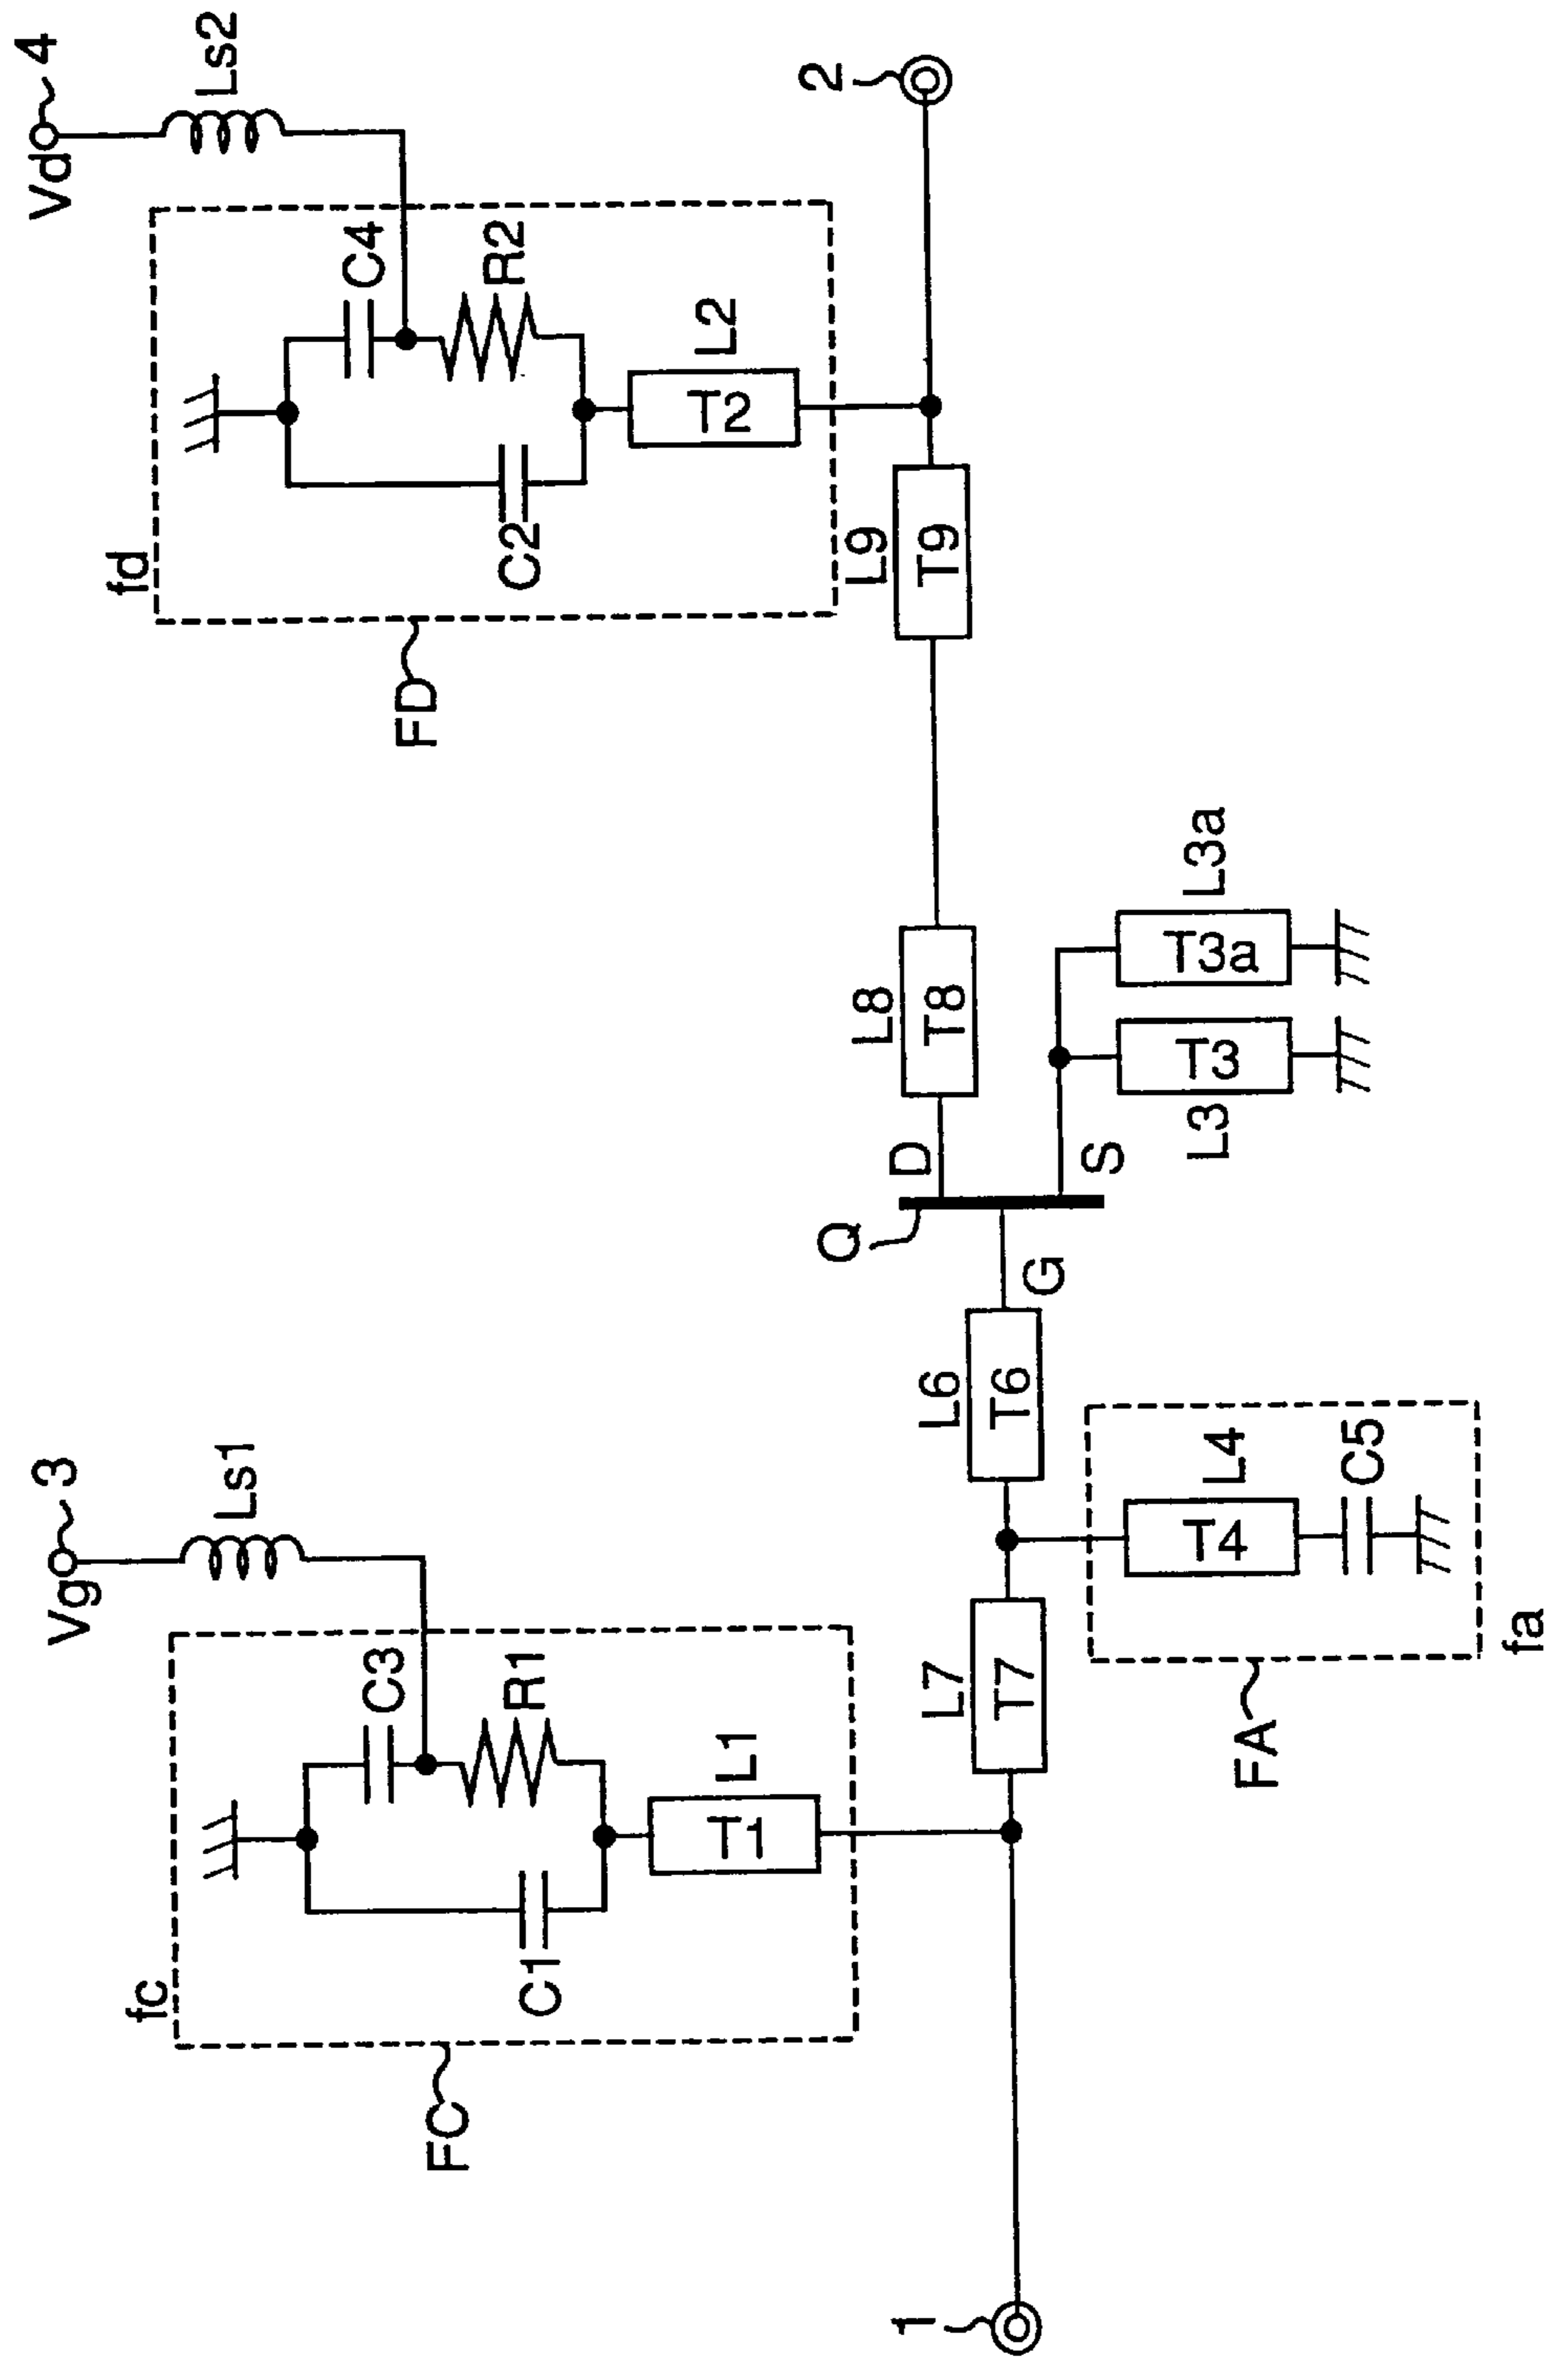 Vg
3
Ls1
Vd
4
Ls2
fc
C3
R1
C1
T1
L1
FC
fd
C4
R2
C2
T2
L2
FD
1
L7
T7
L6
T6
G
Q
D
S
L8
T8
L9
T9
2
T4
L4
C5
FA
fa
L3
T3
T3a
L3a